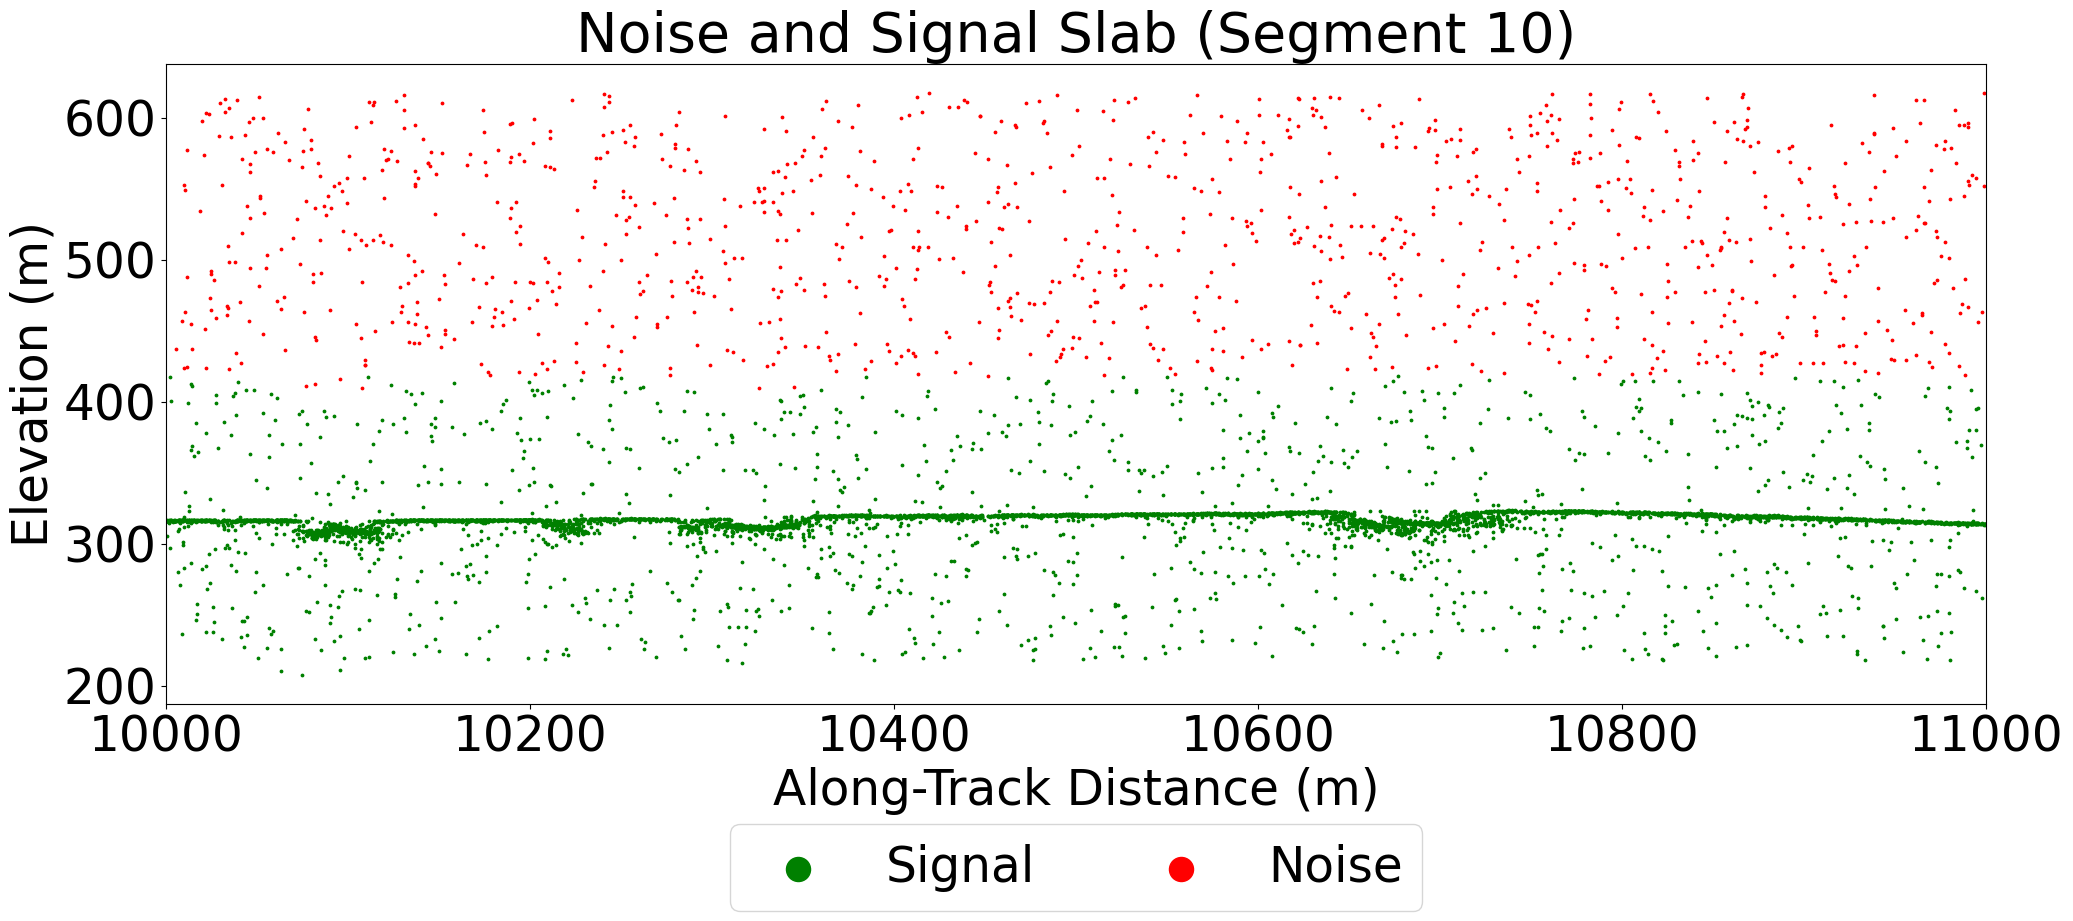 Noise and Signal Slab (Segment 10)
Elevation (m)
600
500
400
300
200
10000 10200 10400 10600 10800 11000
Along-Track Distance (m)
Signal Noise